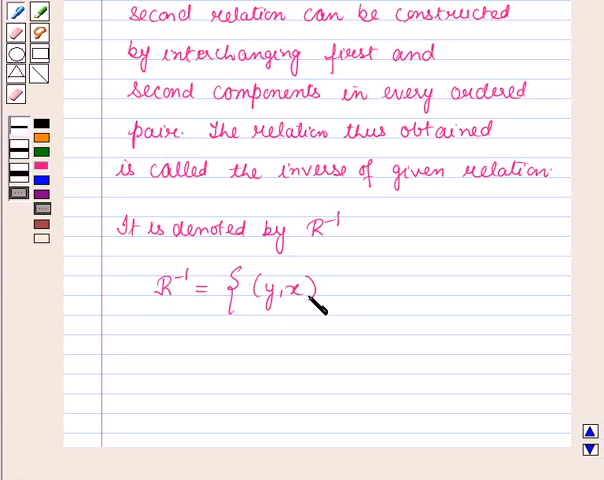 second relation can be constructed
by interchanging first and
second components in every ordered
pair. The relation thus obtained
is called the inverse of given relation.
It is denoted by R⁻¹
R⁻¹ = { (y, x)